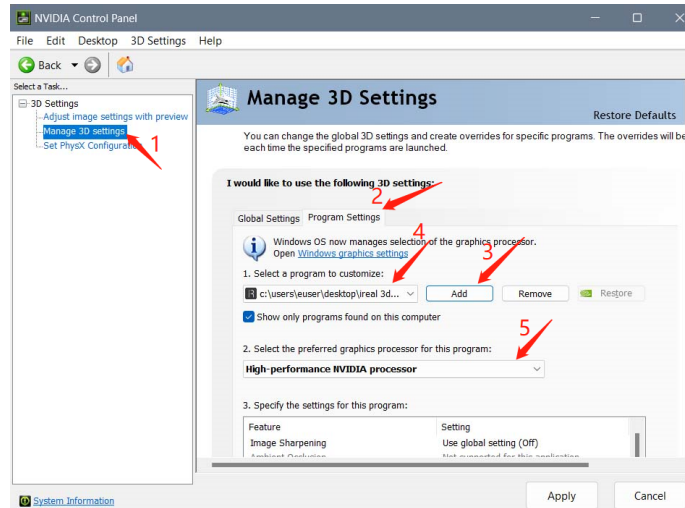 NVIDIA Control Panel
File Edit Desktop 3D Settings Help
Back
Select a Task...
3D Settings
Adjust image settings with preview
Manage 3D settings
Set PhysX Configuration
1
Manage 3D Settings
Restore Defaults
You can change the global 3D settings and create overrides for specific programs. The overrides will be
each time the specified programs are launched.
I would like to use the following 3D settings:
2
Global Settings Program Settings
4
Windows OS now manages selection of the graphics processor.
3
Open Windows graphics settings
1. Select a program to customize:
c:\users\euser\desktop\ireal 3d... Add Remove Restore
Show only programs found on this computer
5
2. Select the preferred graphics processor for this program:
High-performance NVIDIA processor
3. Specify the settings for this program:
Feature Setting
Image Sharpening Use global setting (Off)
Ambient Occlusion Not supported for this application
System Information
Apply Cancel